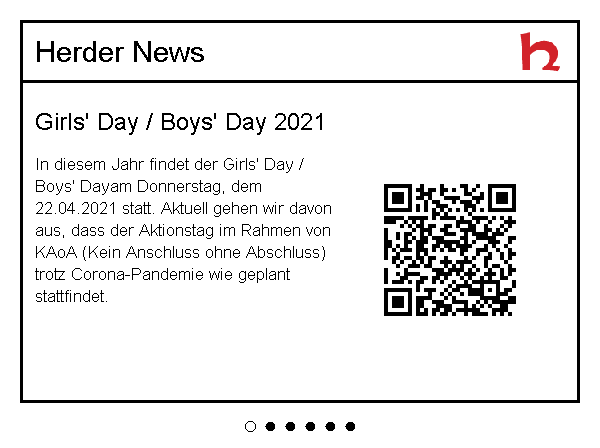 Herder News
Girls' Day / Boys' Day 2021
In diesem Jahr findet der Girls' Day /
Boys' Dayam Donnerstag, dem
22.04.2021 statt. Aktuell gehen wir davon
aus, dass der Aktionstag im Rahmen von
KAoA (Kein Anschluss ohne Abschluss)
trotz Corona-Pandemie wie geplant
stattfindet.